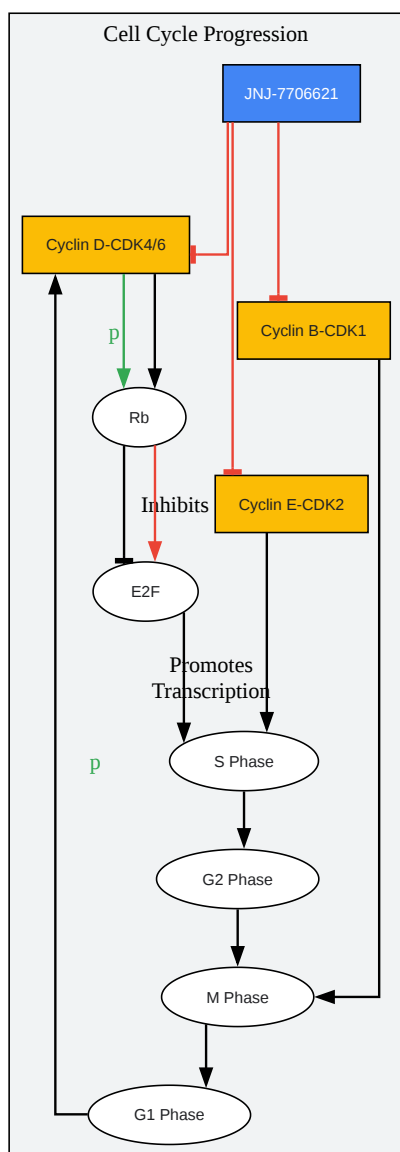 Cell Cycle Progression
JNJ-7706621
Cyclin D-CDK4/6
p
Cyclin B-CDK1
Rb
Inhibits
Cyclin E-CDK2
E2F
Promotes
Transcription
p
S Phase
G2 Phase
M Phase
G1 Phase